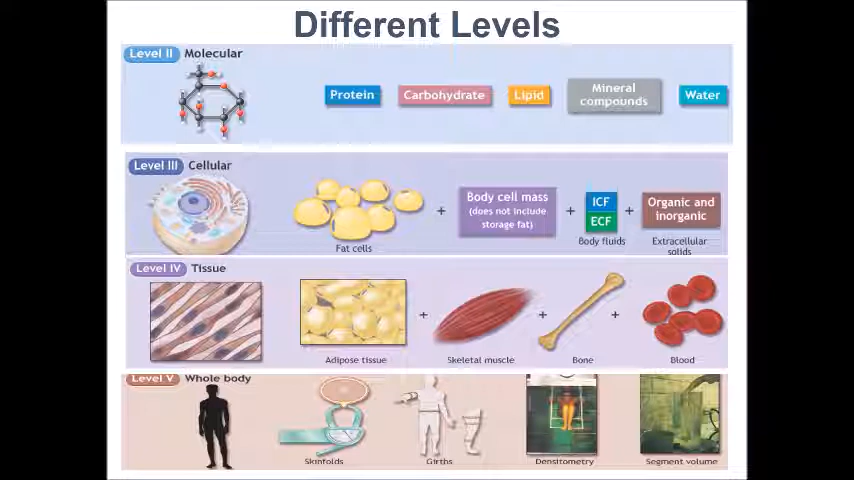 Different Levels
Level II Molecular
Protein
Carbohydrate
Lipid
Mineral
compounds
Water
Level III Cellular
Fat cells
+
Body cell mass
(does not include
storage fat)
+
ICF
ECF
Body fluids
+
Organic and
inorganic
Extracellular
solids
Level IV Tissue
Adipose tissue
+
Skeletal muscle
+
Bone
+
Blood
Level V Whole body
Skinfolds
Girths
Densitometry
Segment volume